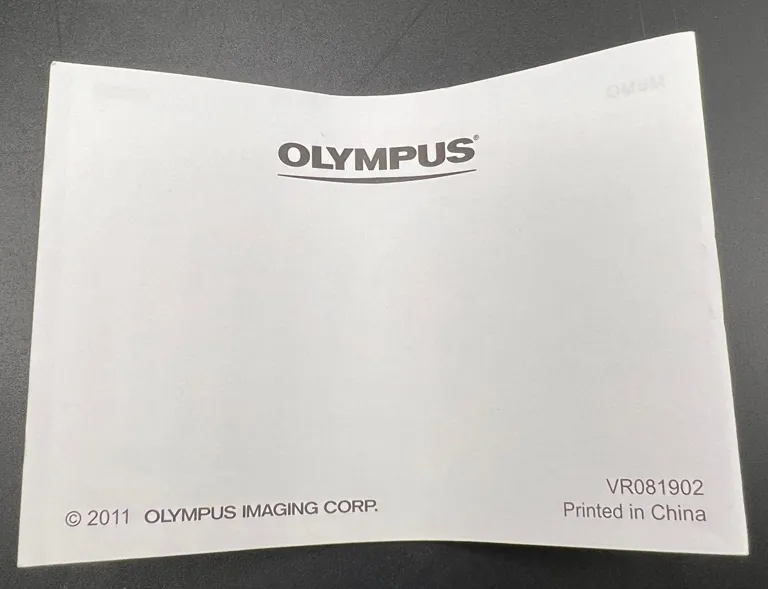 OLYMPUS®
VR081902
© 2011 OLYMPUS IMAGING CORP.
Printed in China